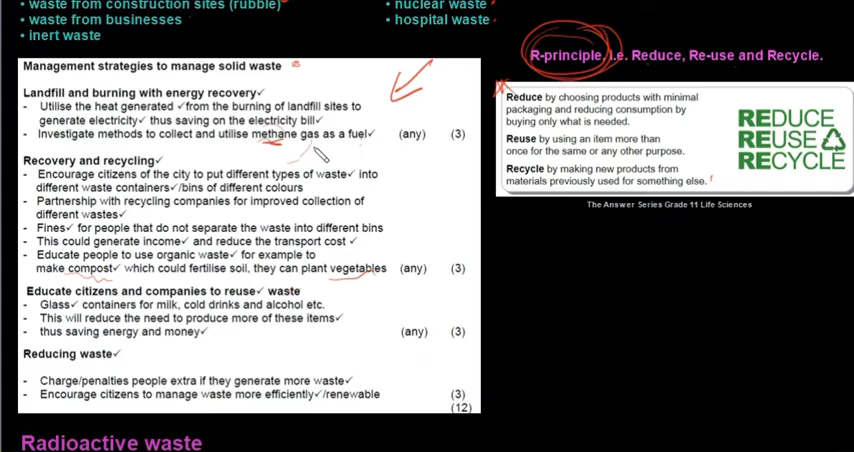 • waste from construction sites (rubble)
• waste from businesses
• inert waste
• nuclear waste
• hospital waste
R-principle, i.e. Reduce, Re-use and Recycle.
Management strategies to manage solid waste
Landfill and burning with energy recovery✓
- Utilise the heat generated ✓from the burning of landfill sites to
generate electricity✓ thus saving on the electricity bill✓
- Investigate methods to collect and utilise methane gas as a fuel✓ (any) (3)
Recovery and recycling✓
- Encourage citizens of the city to put different types of waste✓ into
different waste containers✓/bins of different colours
- Partnership with recycling companies for improved collection of
different wastes✓
- Fines✓ for people that do not separate the waste into different bins
- This could generate income✓ and reduce the transport cost ✓
- Educate people to use organic waste✓ for example to
make compost✓ which could fertilise soil, they can plant vegetables (any) (3)
Educate citizens and companies to reuse✓ waste
- Glass✓ containers for milk, cold drinks and alcohol etc.
- This will reduce the need to produce more of these items✓
- thus saving energy and money✓ (any) (3)
Reducing waste✓
- Charge/penalties people extra if they generate more waste✓
- Encourage citizens to manage waste more efficiently✓/renewable (3)
(12)
Reduce by choosing products with minimal
packaging and reducing consumption by
buying only what is needed.
Reuse by using an item more than
once for the same or any other purpose.
Recycle by making new products from
materials previously used for something else.
REDUCE
REUSE
RECYCLE
The Answer Series Grade 11 Life Sciences
Radioactive waste